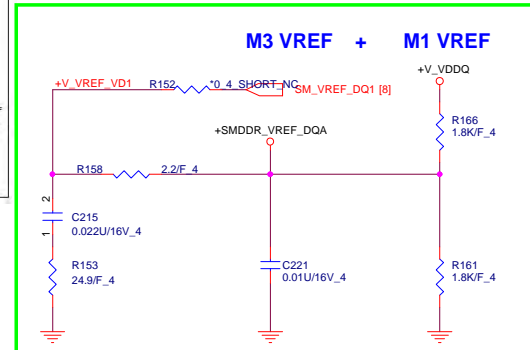 M3 VREF + M1 VREF
+V_VDDQ
+V_VREF_VD1
R152
*0_4_SHORT_NC
SM_VREF_DQ1 [8]
R166
1.8K/F_4
+SMDDR_VREF_DQA
R158
2.2/F_4
2
1
C215
0.022U/16V_4
R153
24.9/F_4
C221
0.01U/16V_4
R161
1.8K/F_4